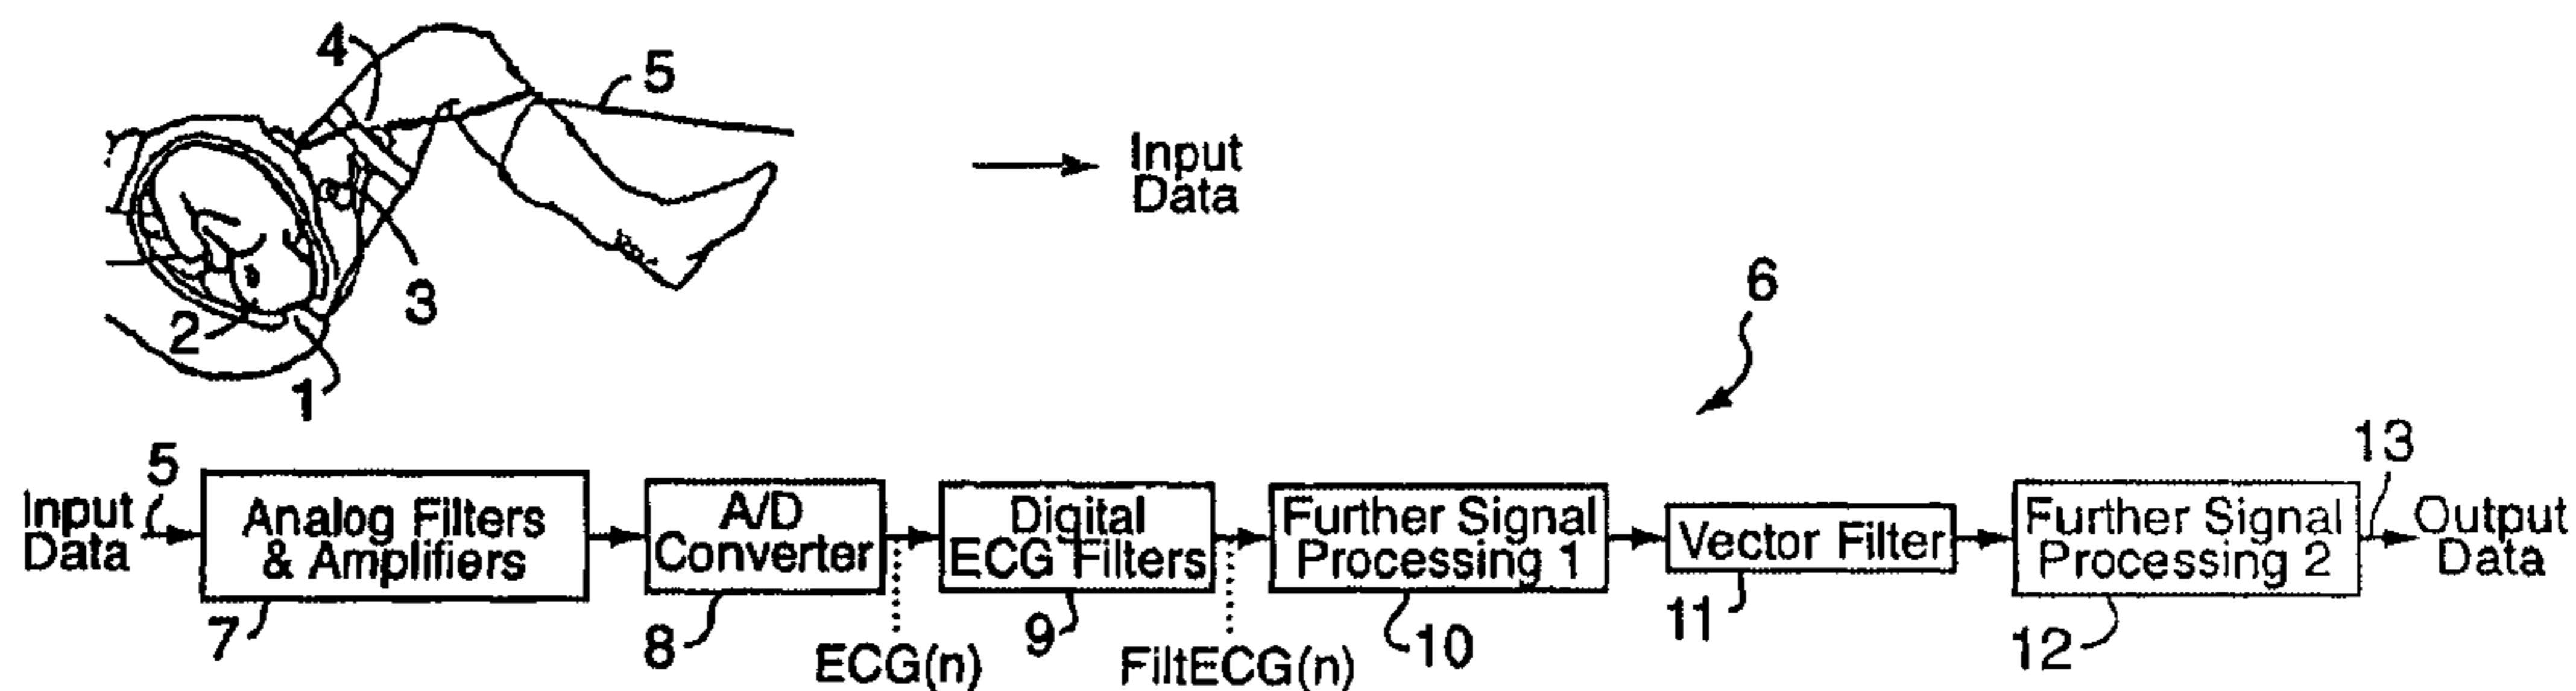 4
5
Input
Data
3
2
1
6
Input
Data
5
Analog Filters
& Amplifiers
7
A/D
Converter
8
ECG(n)
Digital
ECG Filters
9
FiltECG(n)
Further Signal
Processing 1
10
Vector Filter
11
Further Signal
Processing 2
12
13
Output
Data